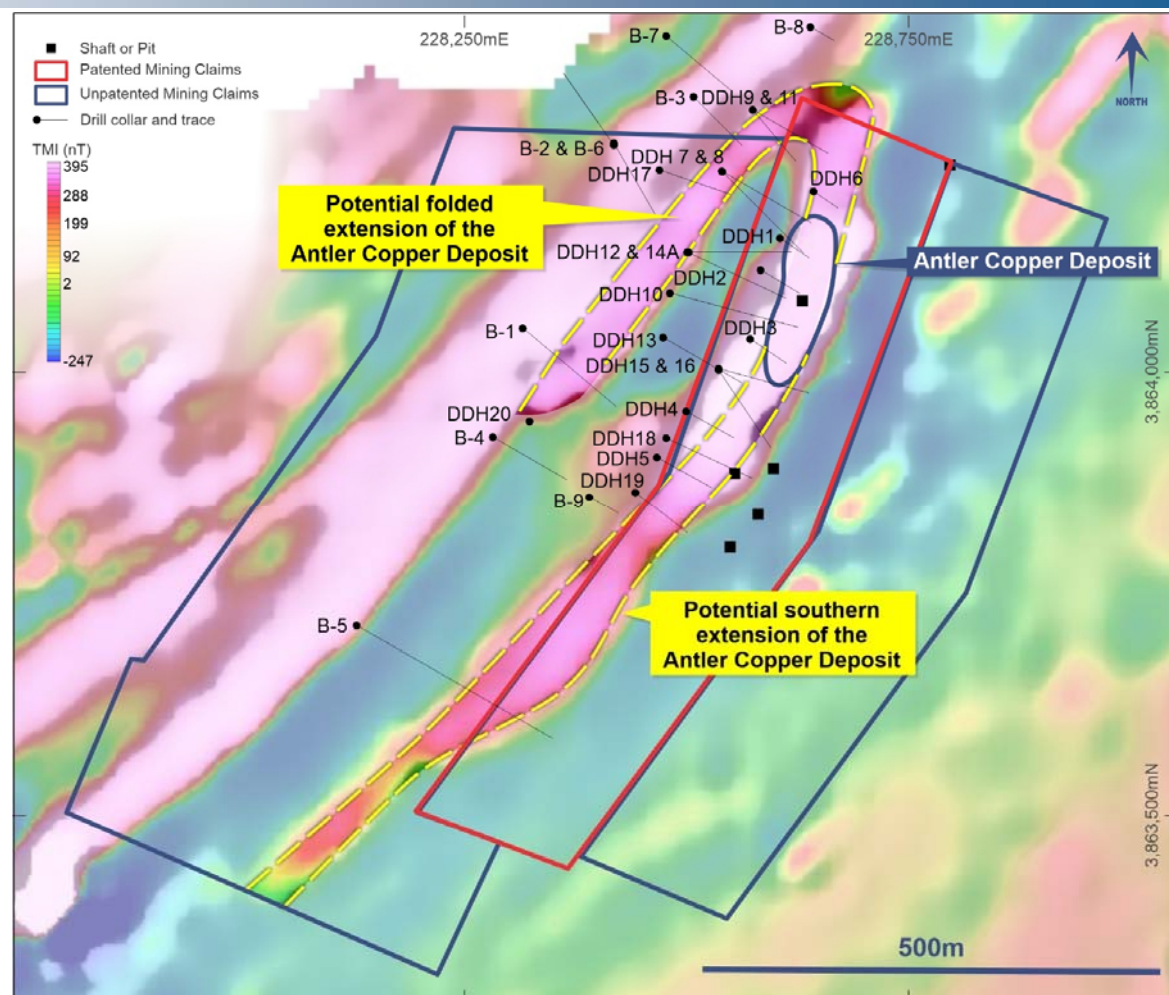 228,250mE
228,750mE
B-7
B-8
Shaft or Pit
Patented Mining Claims
Unpatented Mining Claims
Drill collar and trace
NORTH
B-3
DDH9 & 11
TMI (nT)
395
288
199
92
2
-247
B-2 & B-6
DDH 7 & 8
DDH17
DDH6
Potential folded
extension of the
Antler Copper Deposit
DDH1
DDH12 & 14A
Antler Copper Deposit
DDH2
DDH10
B-1
DDH3
DDH13
DDH15 & 16
3,864,000mN
DDH4
DDH20
B-4
DDH18
DDH5
DDH19
B-9
Potential southern
extension of the
Antler Copper Deposit
B-5
3,863,500mN
500m